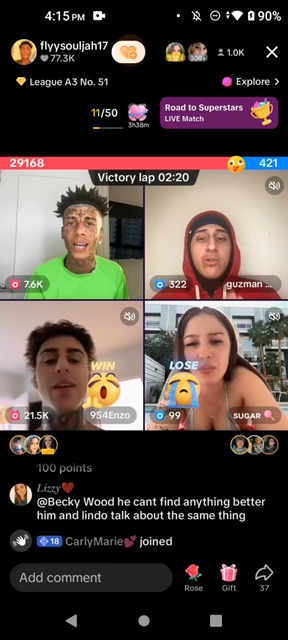 4:15 PM
90%
flyysouljah17
77.3K
300+
300+
1.0K
League A3 No. 51
Explore >
11/50
3h38m
Road to Superstars
LIVE Match
29168
421
Victory lap 02:20
7.6K
322
guzman ...
WIN
LOSE
21.5K
954Enzo
99
SUGAR
100 points
Lizzy
@Becky Wood he cant find anything better
him and lindo talk about the same thing
18 CarlyMarie joined
Add comment
Rose
Gift
37